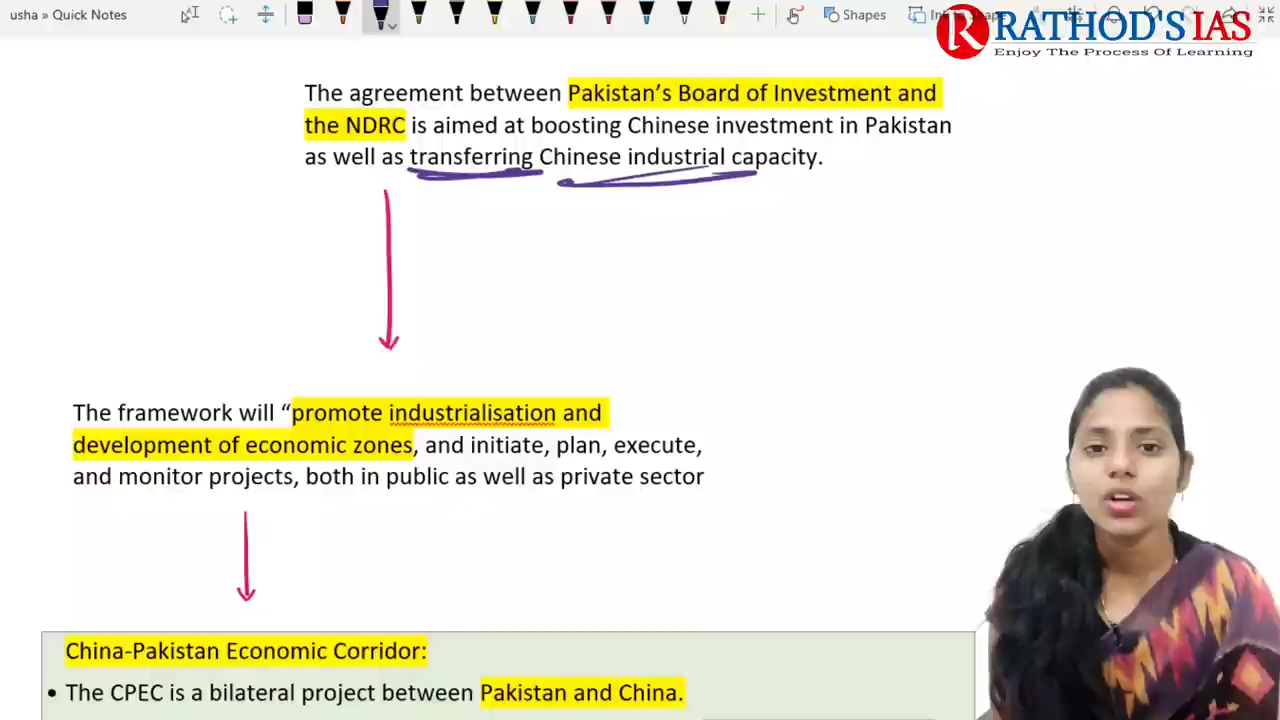 usha » Quick Notes
Shapes
RATHOD'S IAS
Enjoy The Process Of Learning
The agreement between Pakistan’s Board of Investment and
the NDRC is aimed at boosting Chinese investment in Pakistan
as well as transferring Chinese industrial capacity.
The framework will “promote industrialisation and
development of economic zones, and initiate, plan, execute,
and monitor projects, both in public as well as private sector
China-Pakistan Economic Corridor:
• The CPEC is a bilateral project between Pakistan and China.